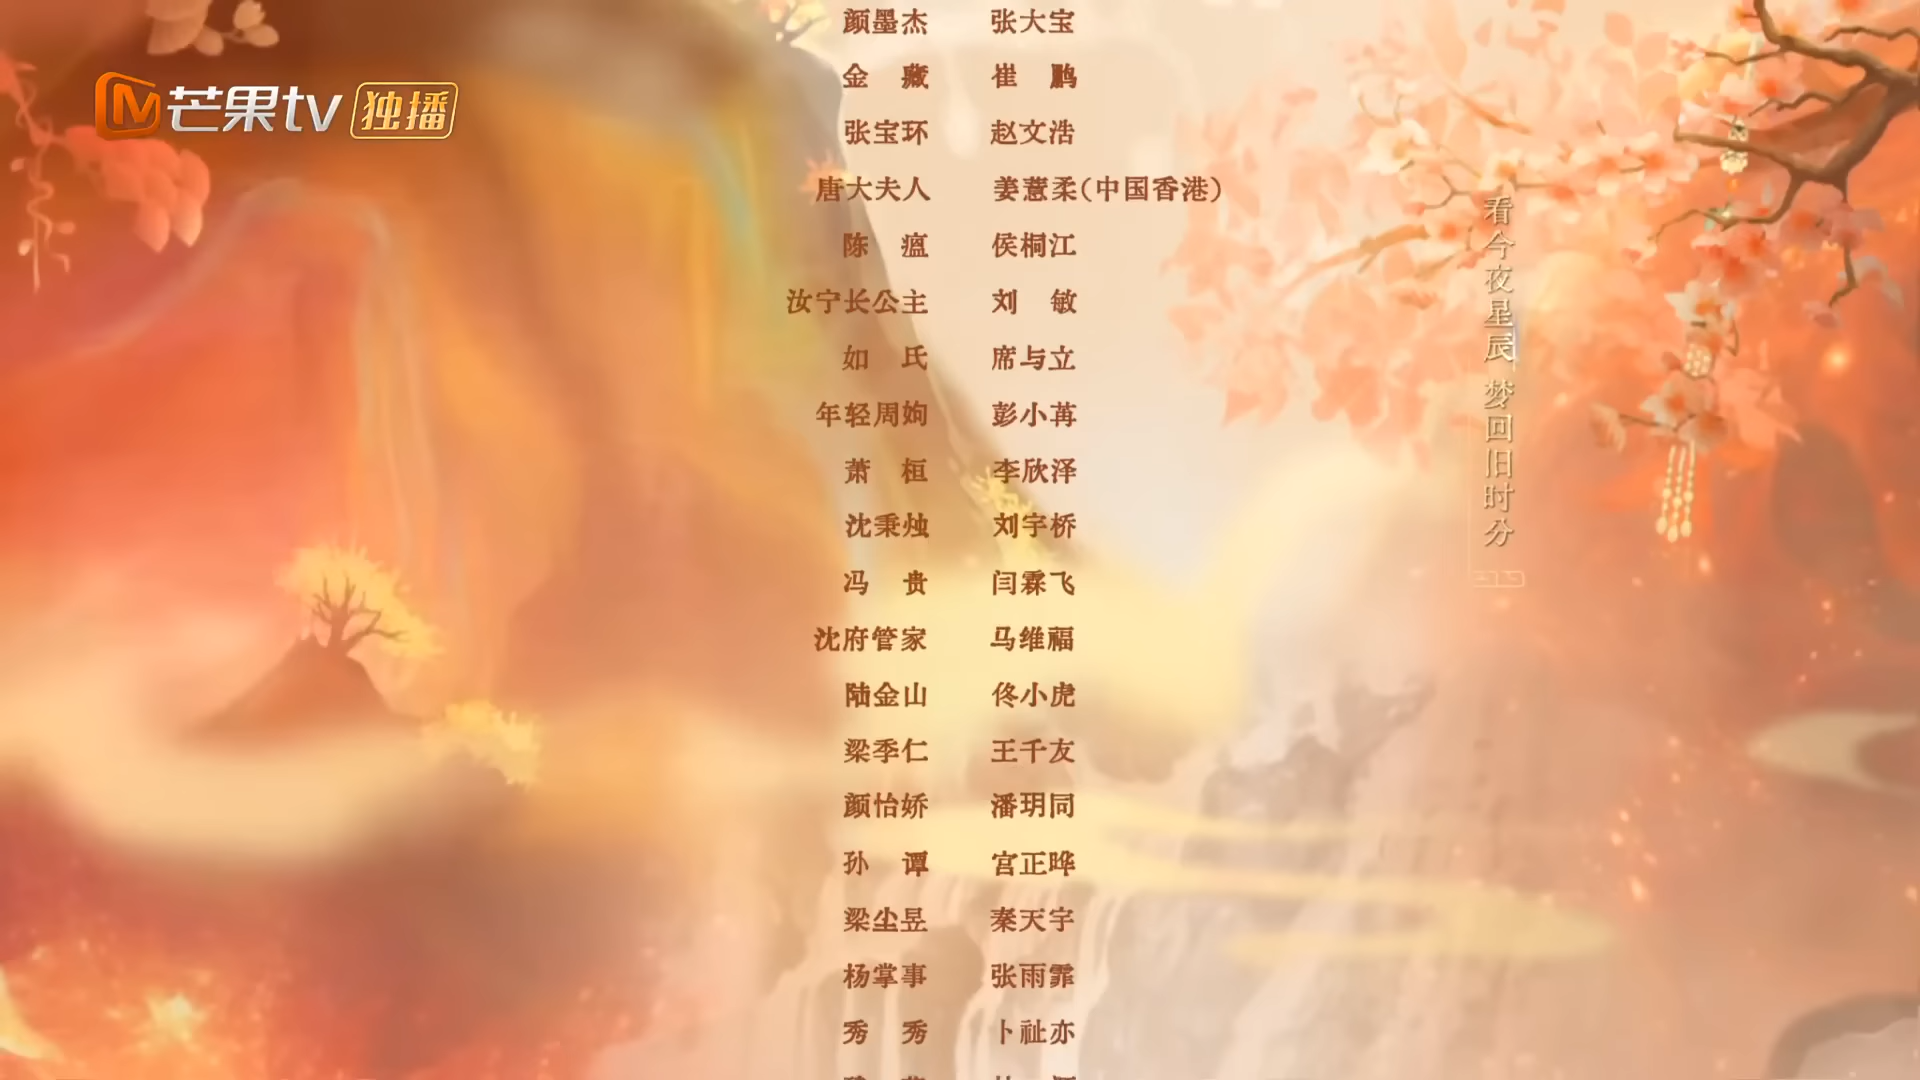 芒果tv 独播
颜墨杰 张大宝
金藏 崔鹏
张宝环 赵文浩
唐大夫人 姜薏柔(中国香港)
陈瘟 侯桐江
汝宁长公主 刘敏
如氏 席与立
年轻周姁 彭小苒
萧桓 李欣泽
沈秉烛 刘宇桥
冯贵 闫霖飞
沈府管家 马维福
陆金山 佟小虎
梁季仁 王千友
颜怡娇 潘玥同
孙谭 宫正晔
梁尘昱 秦天宇
杨掌事 张雨霏
秀秀 卜祉亦
看今夜星辰 梦回旧时分